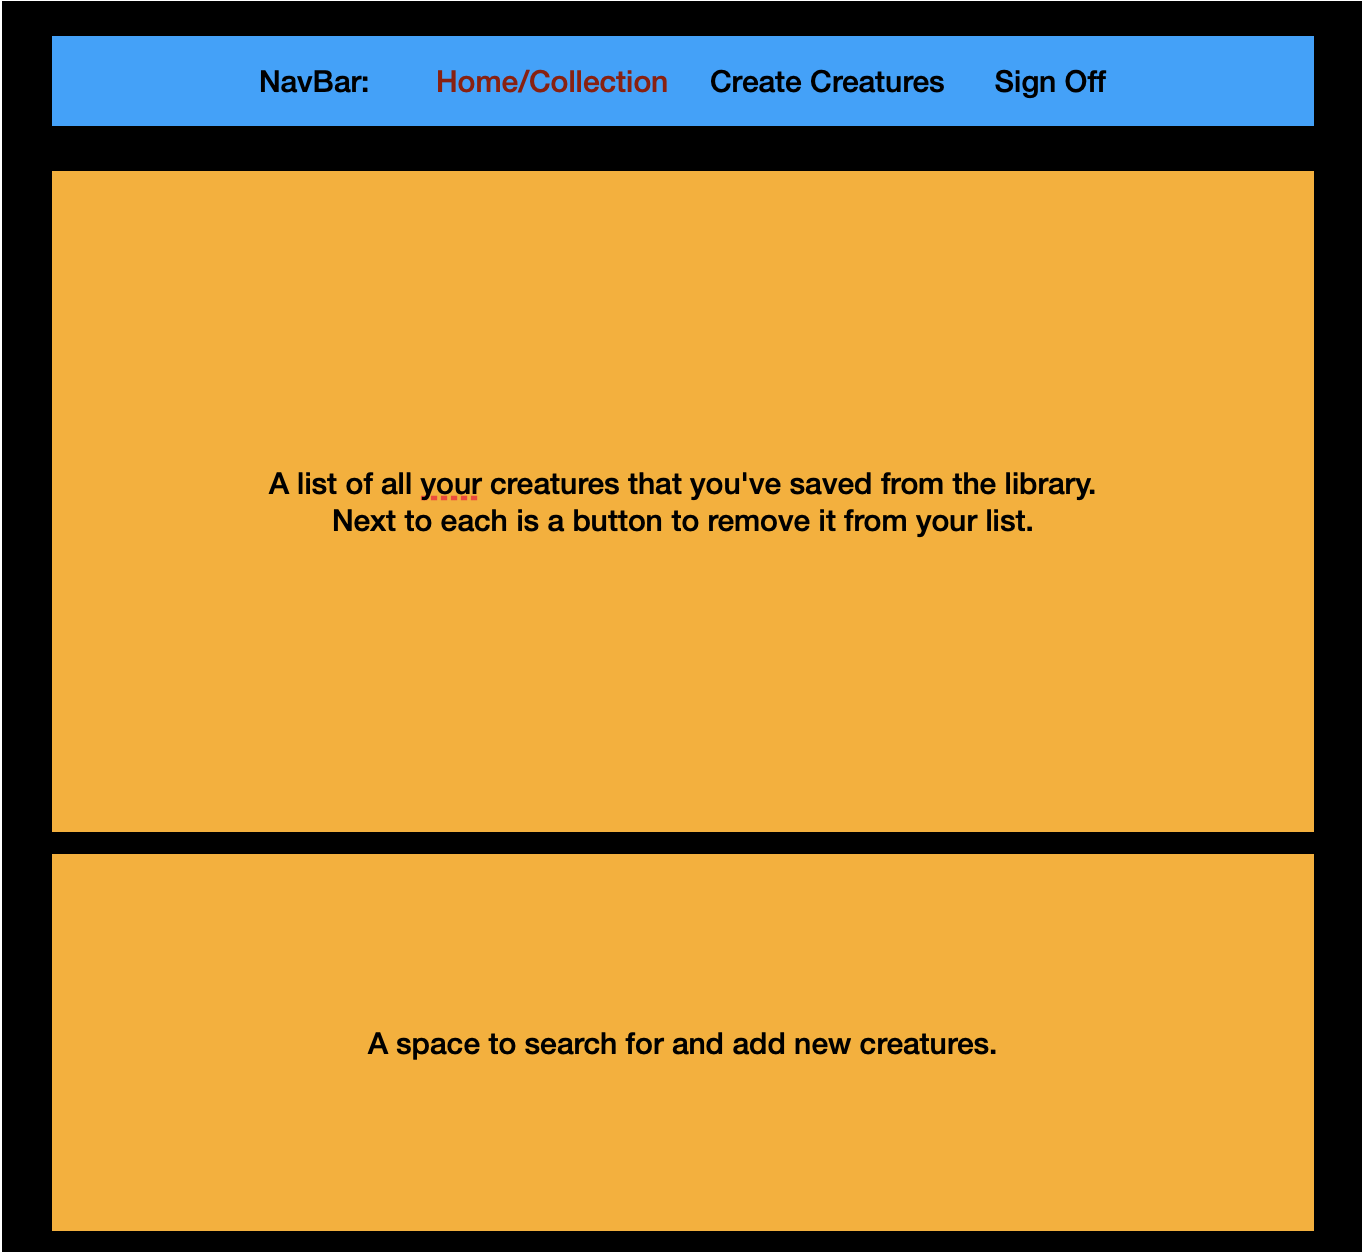 NavBar: Home/Collection Create Creatures Sign Off
A list of all your creatures that you've saved from the library.
Next to each is a button to remove it from your list.
A space to search for and add new creatures.